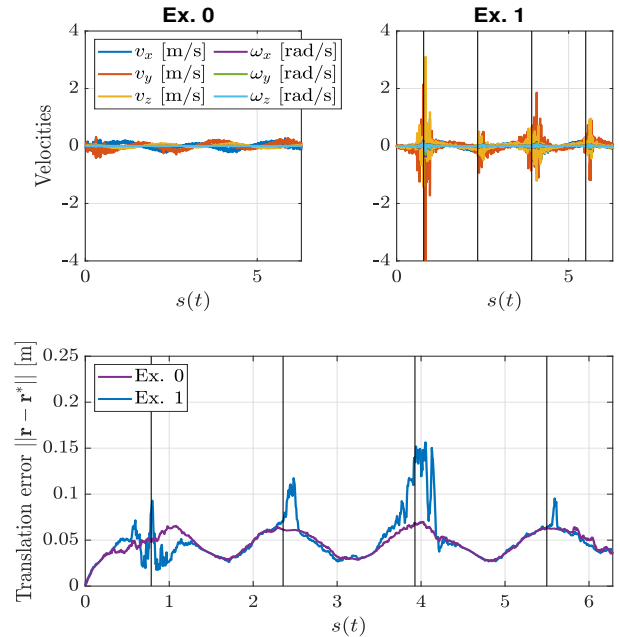 Ex. 0
Ex. 1
Velocities
4
2
0
-2
-4
v_x [m/s]
v_y [m/s]
v_z [m/s]
ω_x [rad/s]
ω_y [rad/s]
ω_z [rad/s]
0
5
s(t)
4
2
0
-2
-4
0
5
s(t)
Translation error ||r − r*|| [m]
0.25
0.2
0.15
0.1
0.05
0
Ex. 0
Ex. 1
0
1
2
3
4
5
6
s(t)